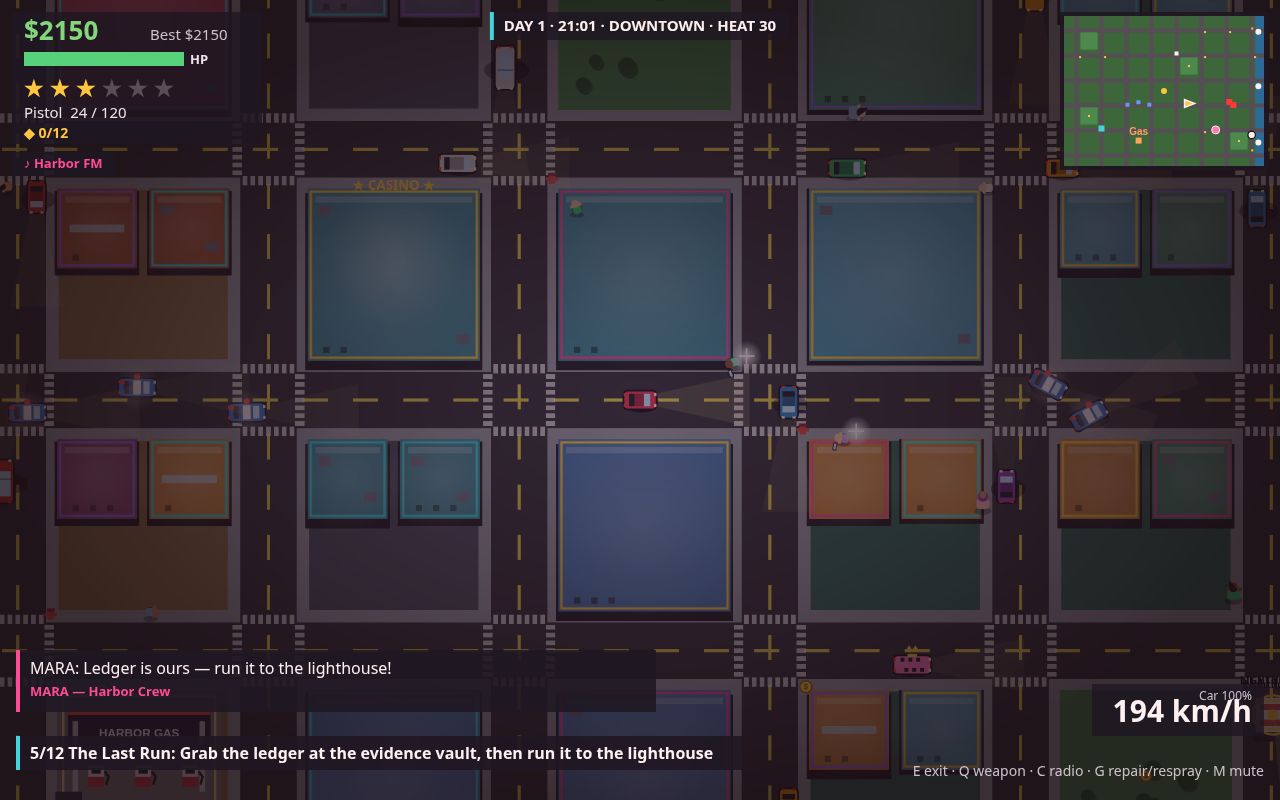 $2150 Best $2150
HP
Pistol 24 / 120
◆ 0/12
♪ Harbor FM
DAY 1 · 21:01 · DOWNTOWN · HEAT 30
Gas
★ CASINO ★
MARA: Ledger is ours — run it to the lighthouse!
MARA — Harbor Crew
HARBOR GAS
5/12 The Last Run: Grab the ledger at the evidence vault, then run it to the lighthouse
Car 100%
194 km/h
E exit · Q weapon · C radio · G repair/respray · M mute